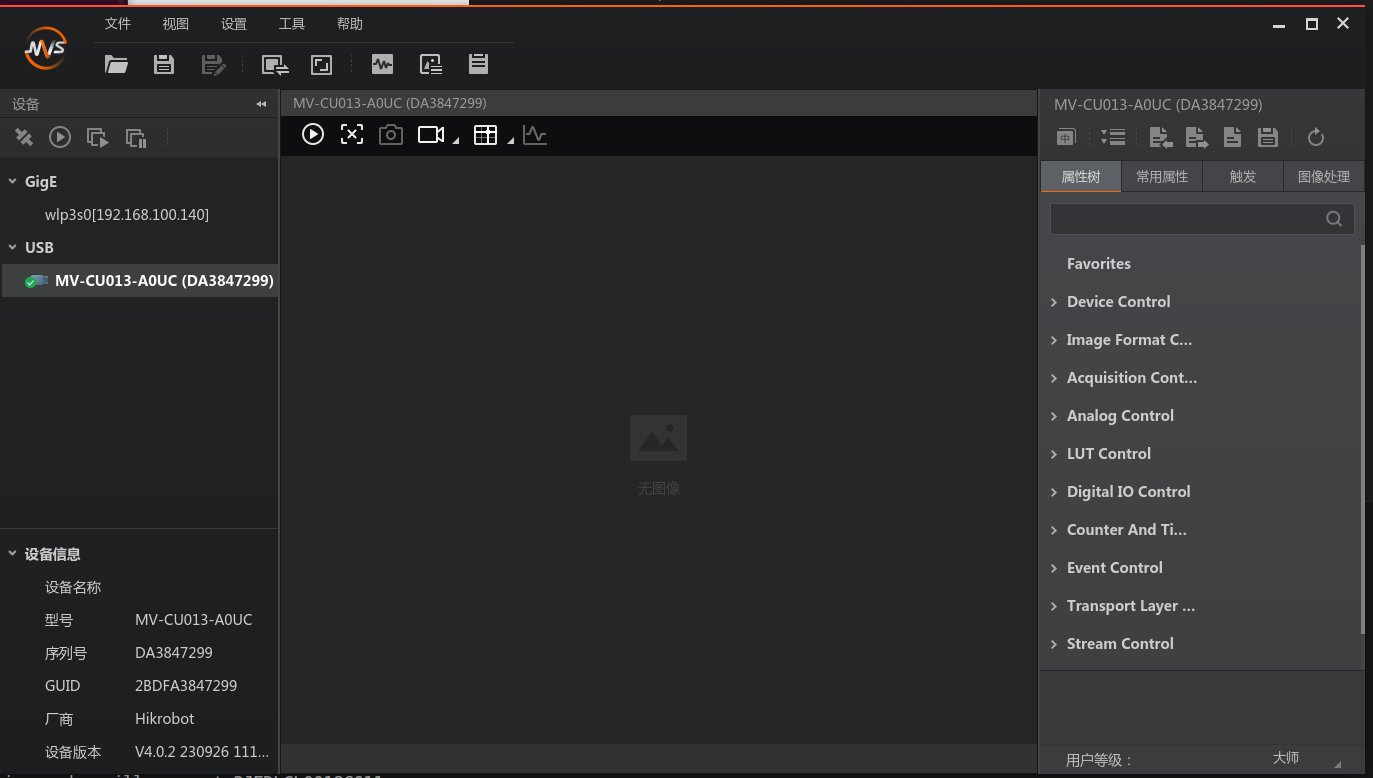 文件 视图 设置 工具 帮助
MVS
设备
GigE
wlp3s0[192.168.100.140]
USB
MV-CU013-A0UC (DA3847299)
设备信息
设备名称
型号 MV-CU013-A0UC
序列号 DA3847299
GUID 2BDFA3847299
厂商 Hikrobot
设备版本 V4.0.2 230926 111...
MV-CU013-A0UC (DA3847299)
无图像
MV-CU013-A0UC (DA3847299)
中
属性树 常用属性 触发 图像处理
Favorites
Device Control
Image Format C...
Acquisition Cont...
Analog Control
LUT Control
Digital IO Control
Counter And Ti...
Event Control
Transport Layer ...
Stream Control
用户等级： 大师